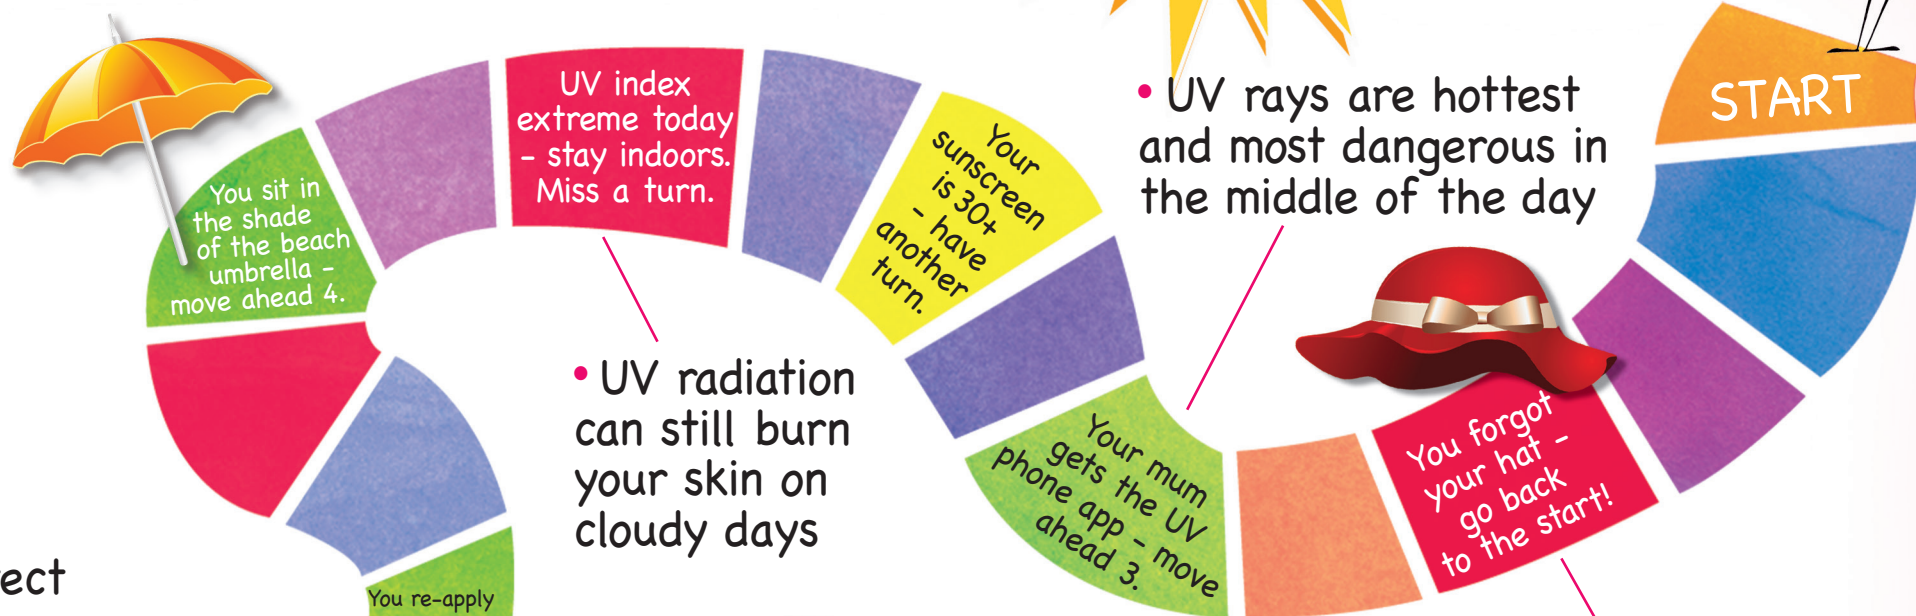 START
• UV rays are hottest
and most dangerous in
the middle of the day
You forgot
your hat -
go back
to the start!
Your mum
gets the UV
phone app - move
ahead 3.
Your
sunscreen
is 30+
- have
another
turn.
UV index
extreme today
- stay indoors.
Miss a turn.
• UV radiation
can still burn
your skin on
cloudy days
You sit in
the shade
of the beach
umbrella -
move ahead 4.
You re-apply